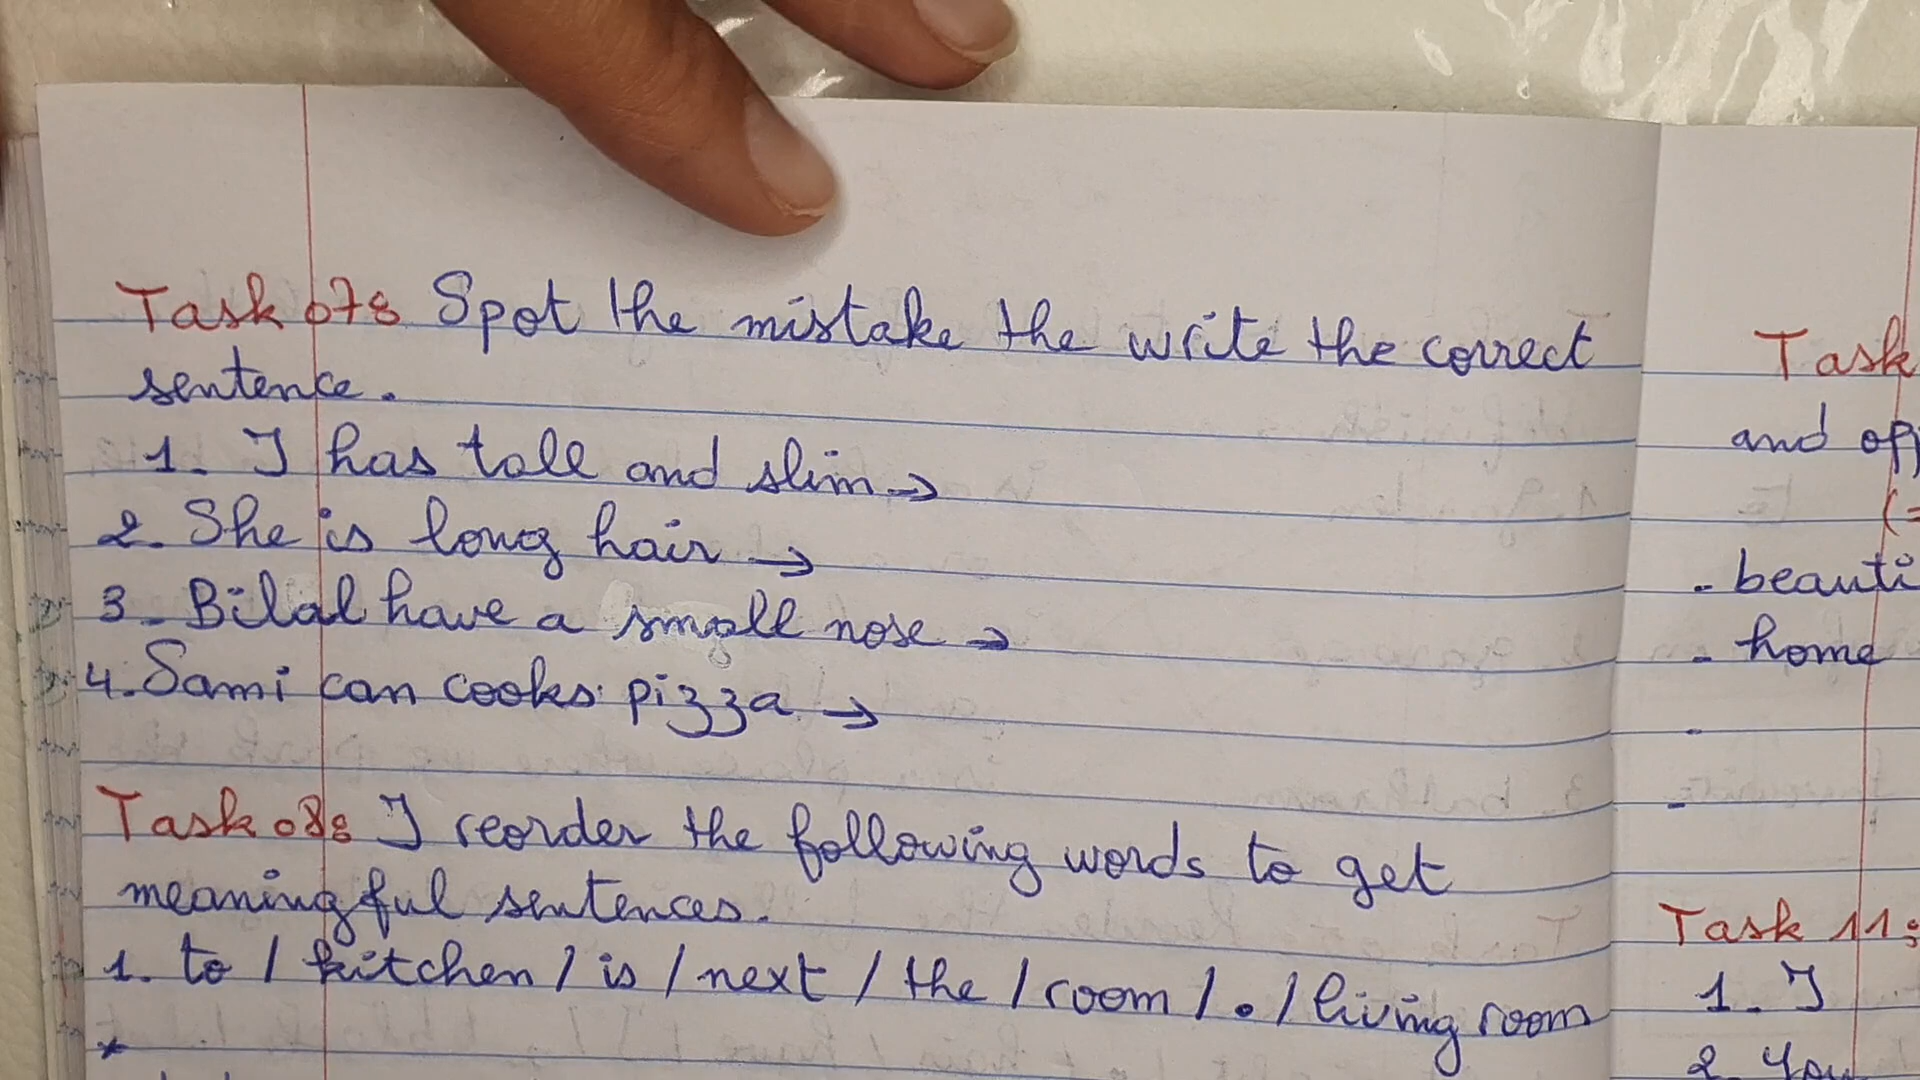 Task 07: Spot the mistake the write the correct
sentence.
1. I has tall and slim →
2. She is long hair →
3. Bilal have a small nose →
4. Sami can cooks pizza →
Task 08: I reorder the following words to get
meaningful sentences.
1. to / kitchen / is / next / the / room / . / living room
*
Task
and
(=
- beauti
- home
-
-
Task 11:
1. I
2. You